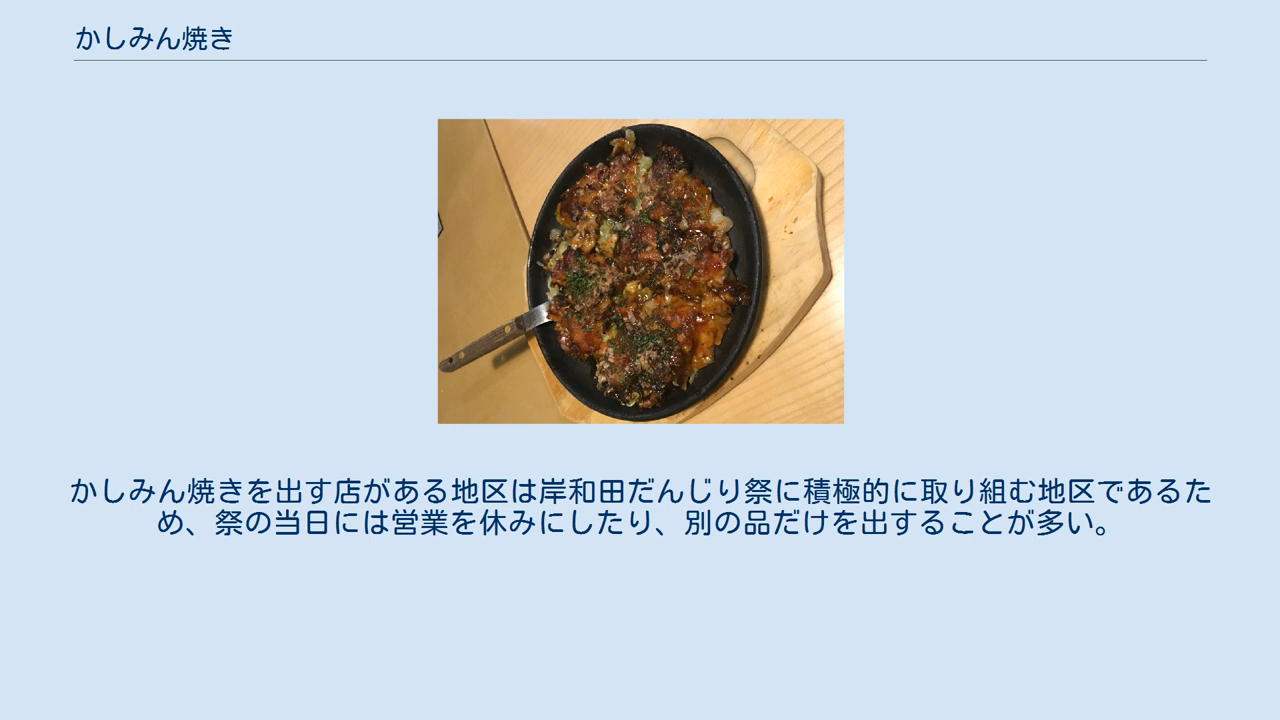 かしみん焼き
かしみん焼きを出す店がある地区は岸和田だんじり祭に積極的に取り組む地区であるた
め、祭の当日には営業を休みにしたり、別の品だけを出することが多い。